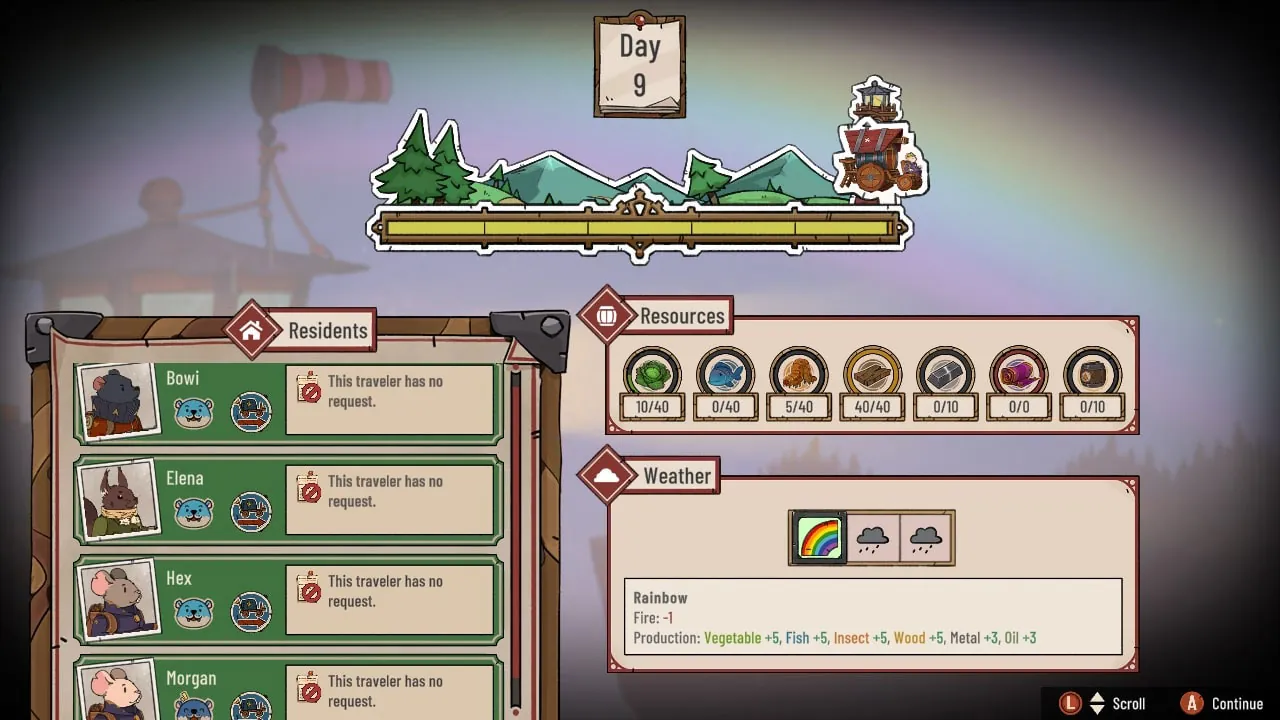 Day
9
Residents
Bowi
This traveler has no
request.
Elena
This traveler has no
request.
Hex
This traveler has no
request.
Morgan
This traveler has no
request.
Resources
10/40
0/40
5/40
40/40
0/10
0/0
0/10
Weather
Rainbow
Fire: -1
Production: Vegetable +5, Fish +5, Insect +5, Wood +5, Metal +3, Oil +3
L Scroll
A Continue